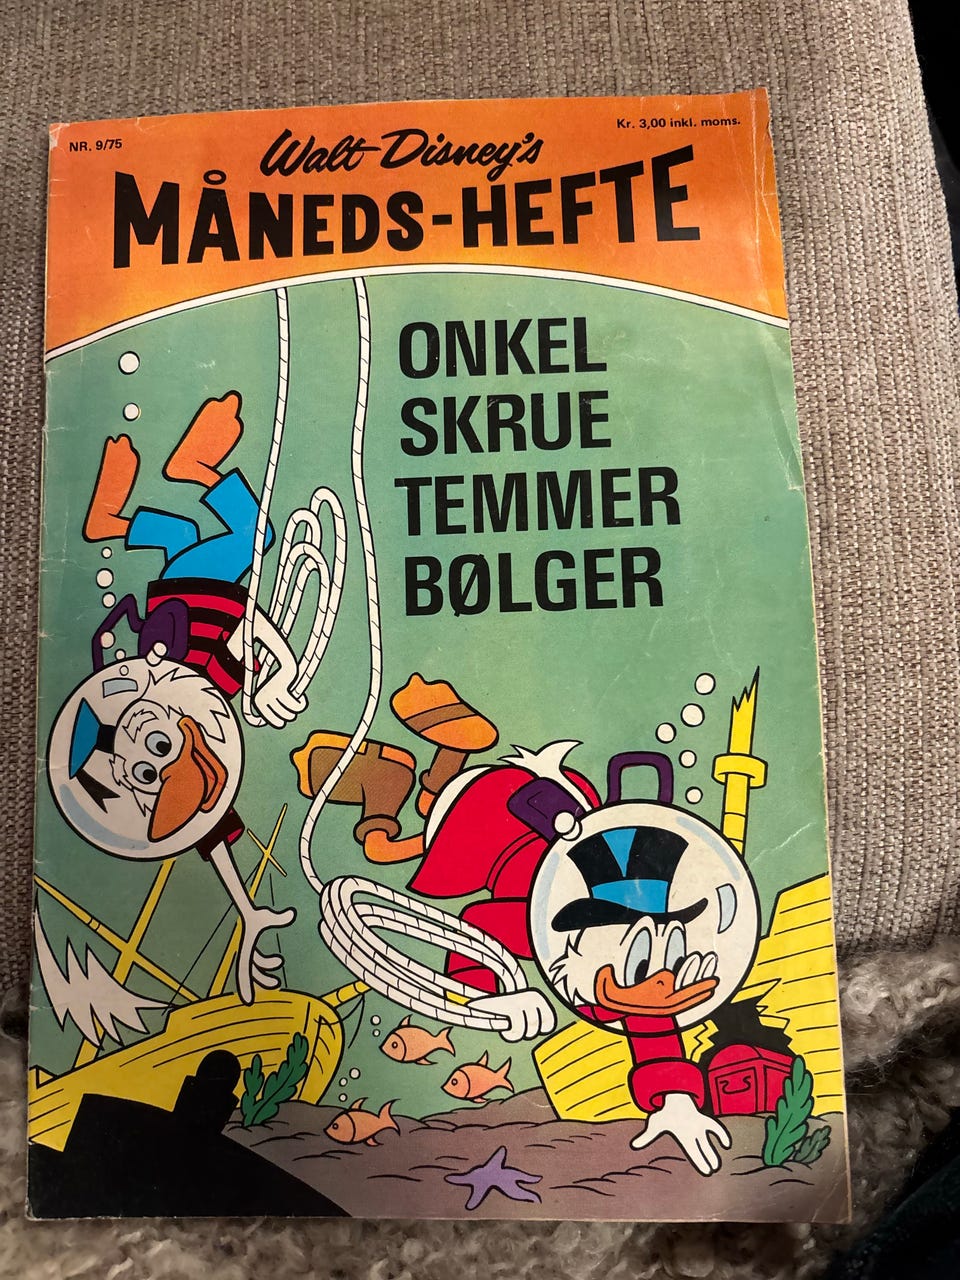 NR. 9/75
Kr. 3,00 inkl. moms.
Walt Disney's
MÅNEDS-HEFTE
ONKEL
SKRUE
TEMMER
BØLGER